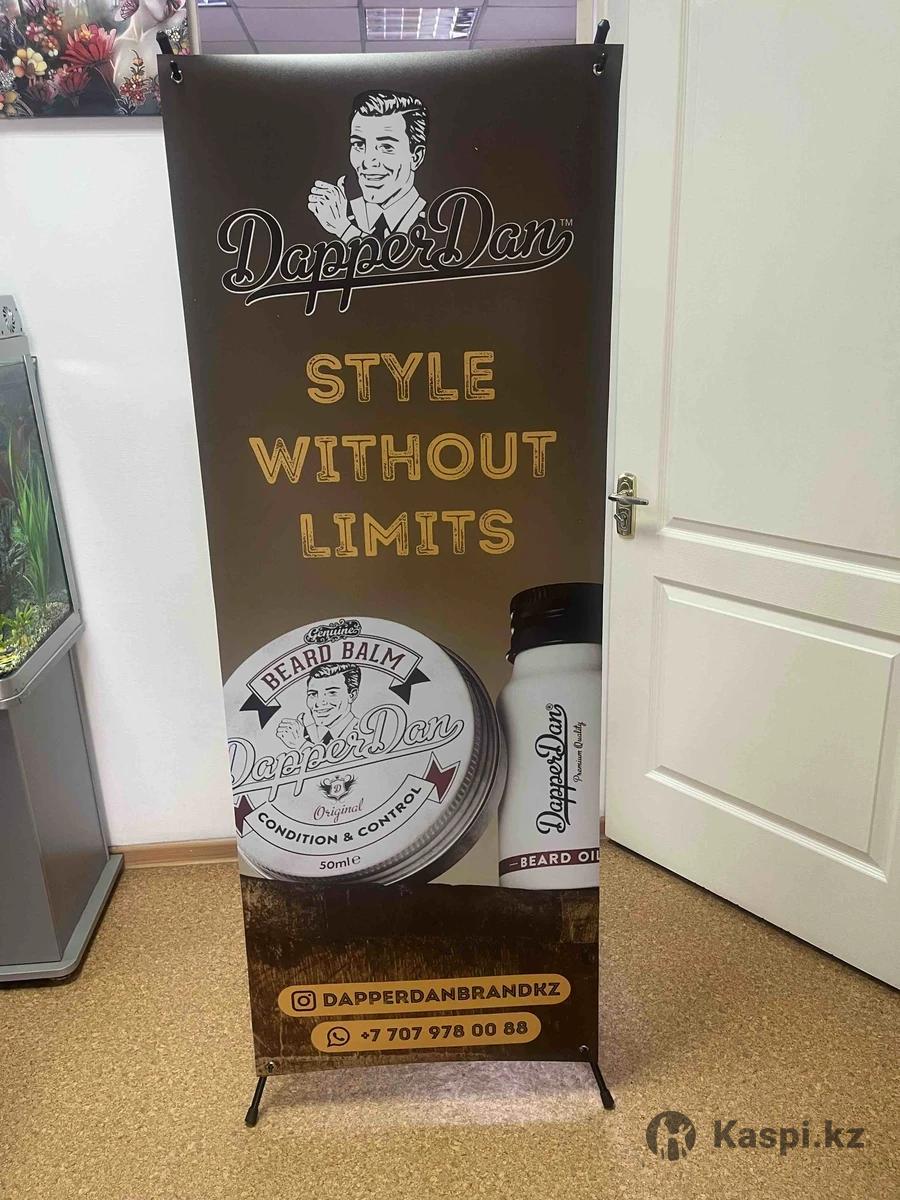 DapperDan™
STYLE
WITHOUT
LIMITS
Genuine
BEARD BALM
DapperDan
D
Original
CONDITION & CONTROL
50ml e
DapperDan®
Premium Quality
BEARD OIL
DAPPERDANBRANDKZ
+7 707 978 00 88
Kaspi.kz